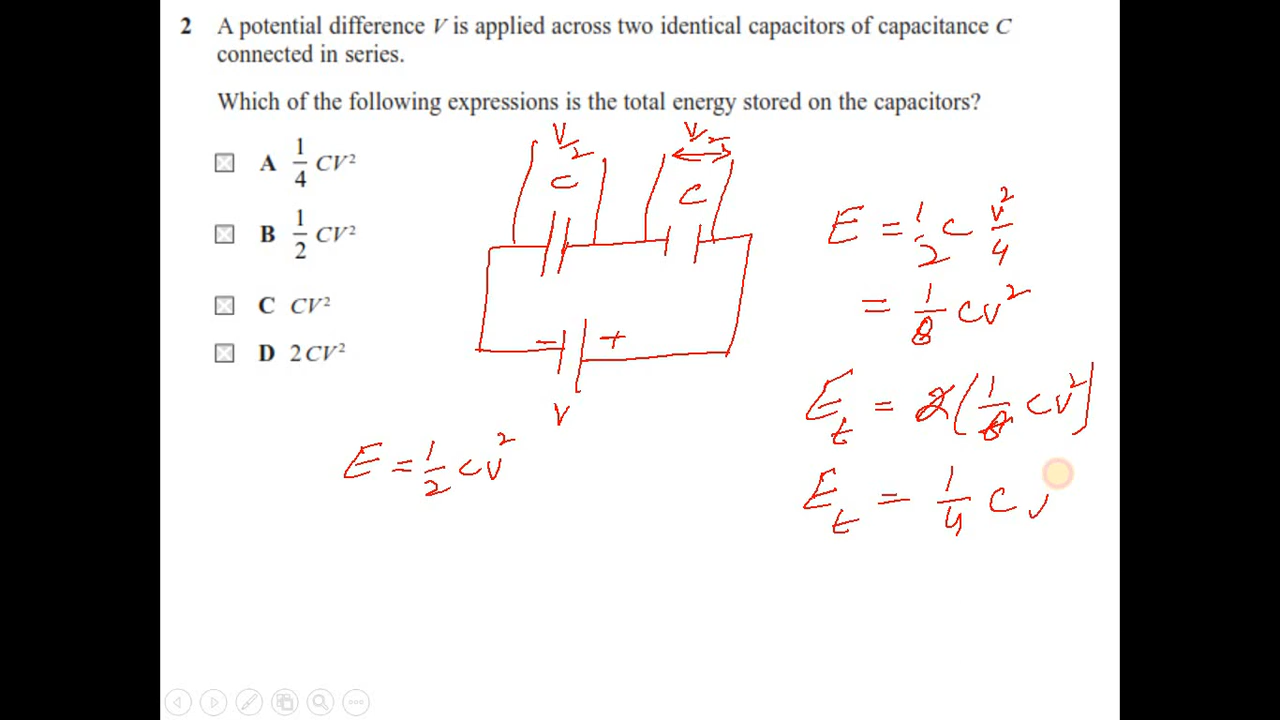 2 A potential difference V is applied across two identical capacitors of capacitance C
connected in series.
Which of the following expressions is the total energy stored on the capacitors?
A 1/4 CV²
B 1/2 CV²
C CV²
D 2CV²
V/2
V/2
C
C
- +
V
E = 1/2 CV²
E = 1/2 C V²/4
= 1/8 CV²
E_t = 2(1/8 CV²)
E_t = 1/4 C V